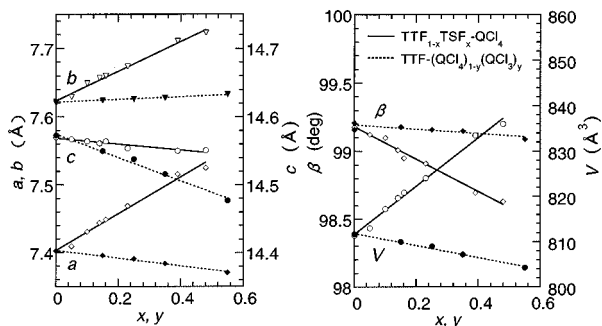 7.7
7.6
7.5
7.4
a, b (Å)
b
c
a
14.7
14.6
14.5
14.4
c (Å)
0
0.2
0.4
0.6
x, y
100
99.5
99
98.5
98
β (deg)
TTF1-xTSFx-QCl4
TTF-(QCl4)1-y(QCl3)y
β
V
860
850
840
830
820
810
800
V (Å3)
0
0.2
0.4
0.6
x, y